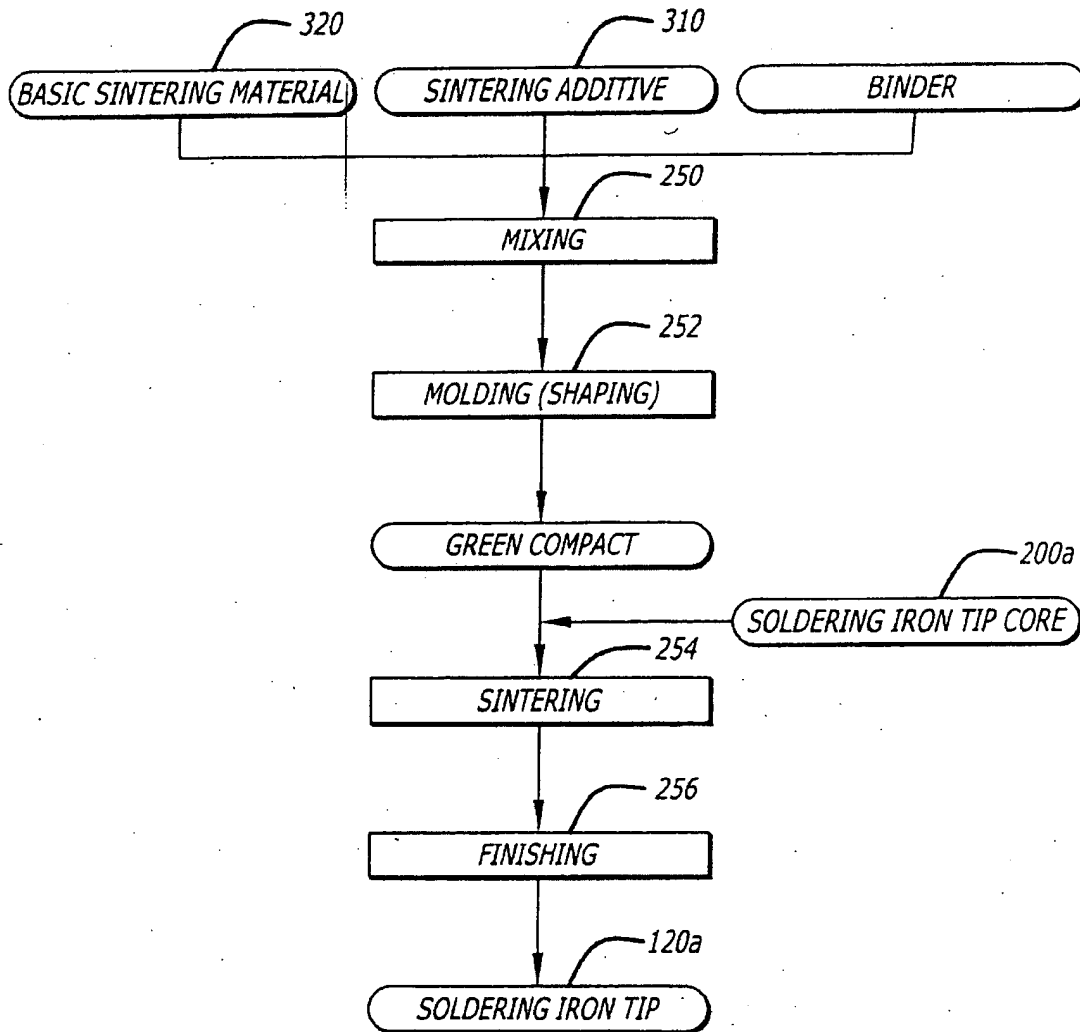 320
310
BASIC SINTERING MATERIAL
SINTERING ADDITIVE
BINDER
250
MIXING
252
MOLDING (SHAPING)
GREEN COMPACT
200a
SOLDERING IRON TIP CORE
254
SINTERING
256
FINISHING
120a
SOLDERING IRON TIP